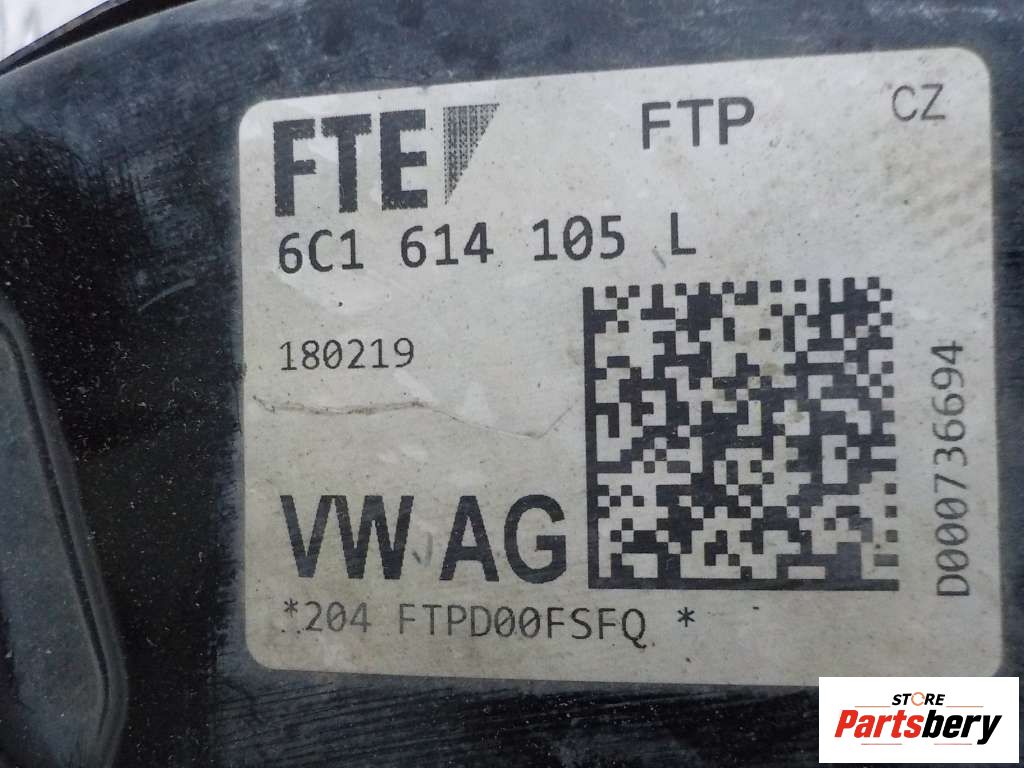 FTE FTP CZ
6C1 614 105 L
180219
D000736694
VW AG
*204 FTPD00FSFQ *
STORE
Partsbery